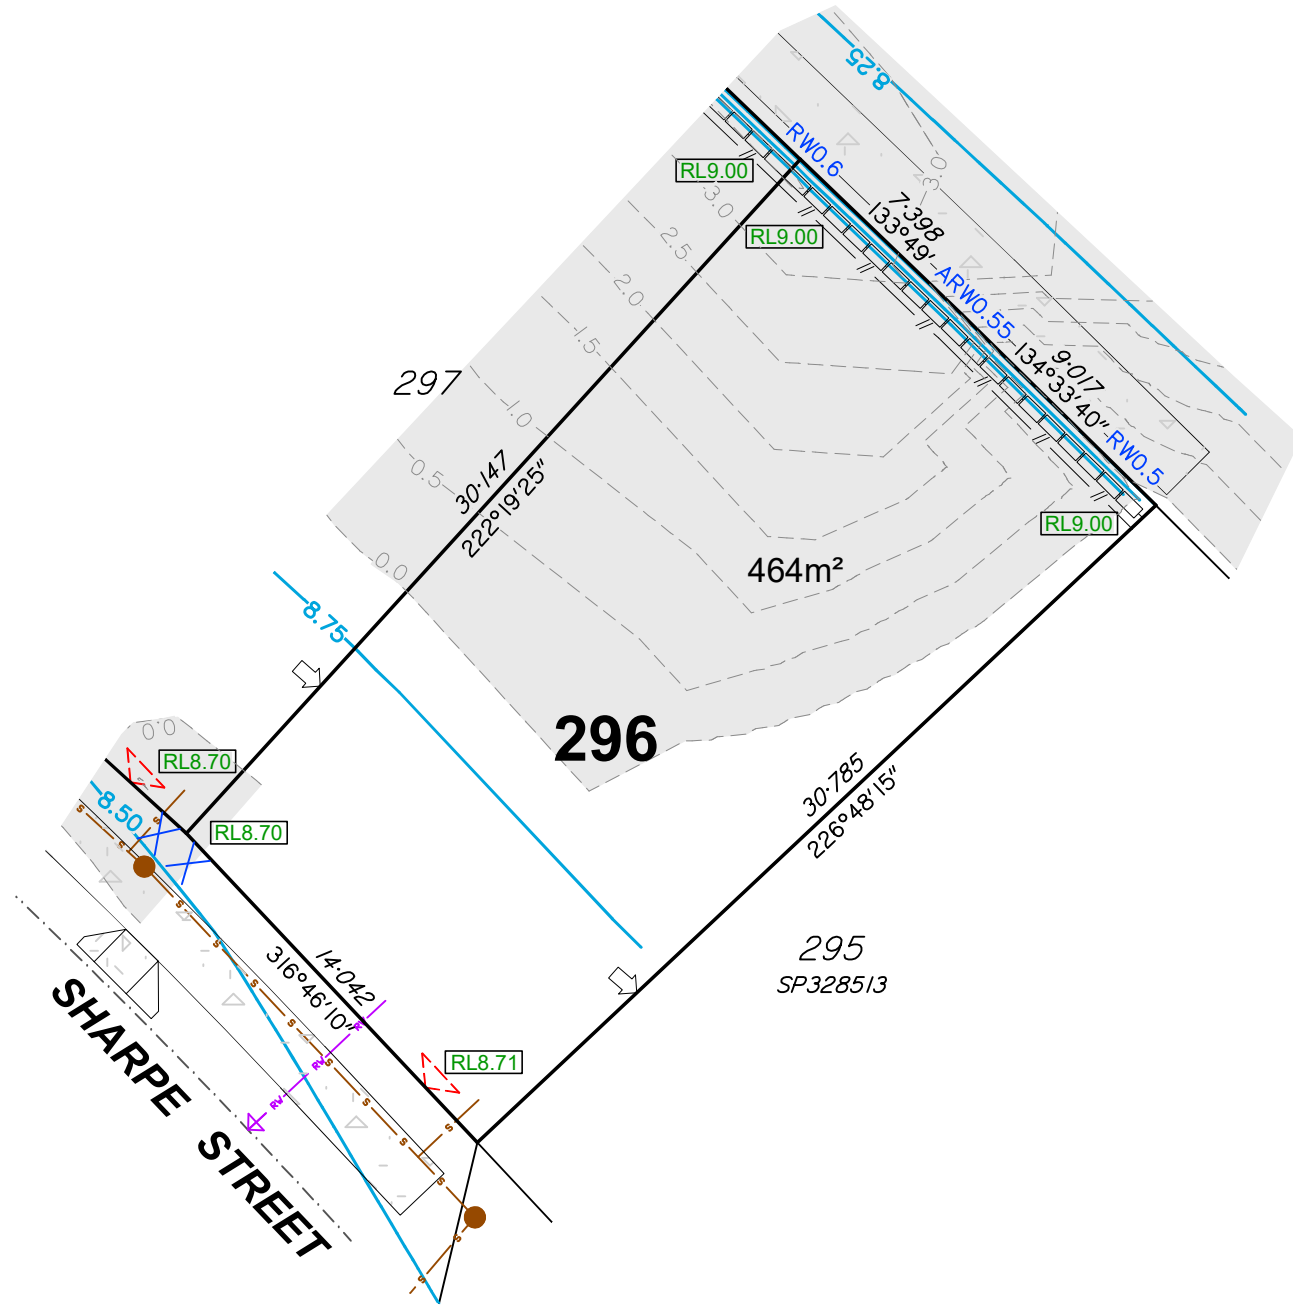 8.25
RW0.6
RL9.00
3.0
7·398
133°49′
3.0
RL9.00
2.5
ARW0.55
2.0
9·017
134°33′40″
1.5
297
1.0
RW0.5
30·147
222°19′25″
0.5
RL9.00
0.0
464m²
8.75
296
0.0
RL8.70
30·785
226°48′15″
8.50
RL8.70
S
S
S
S
S
295
SP328513
14·042
316°46′10″
S
S
RW
S
RW
RL8.71
RW
S
S
S
S
S
S
SHARPE STREET